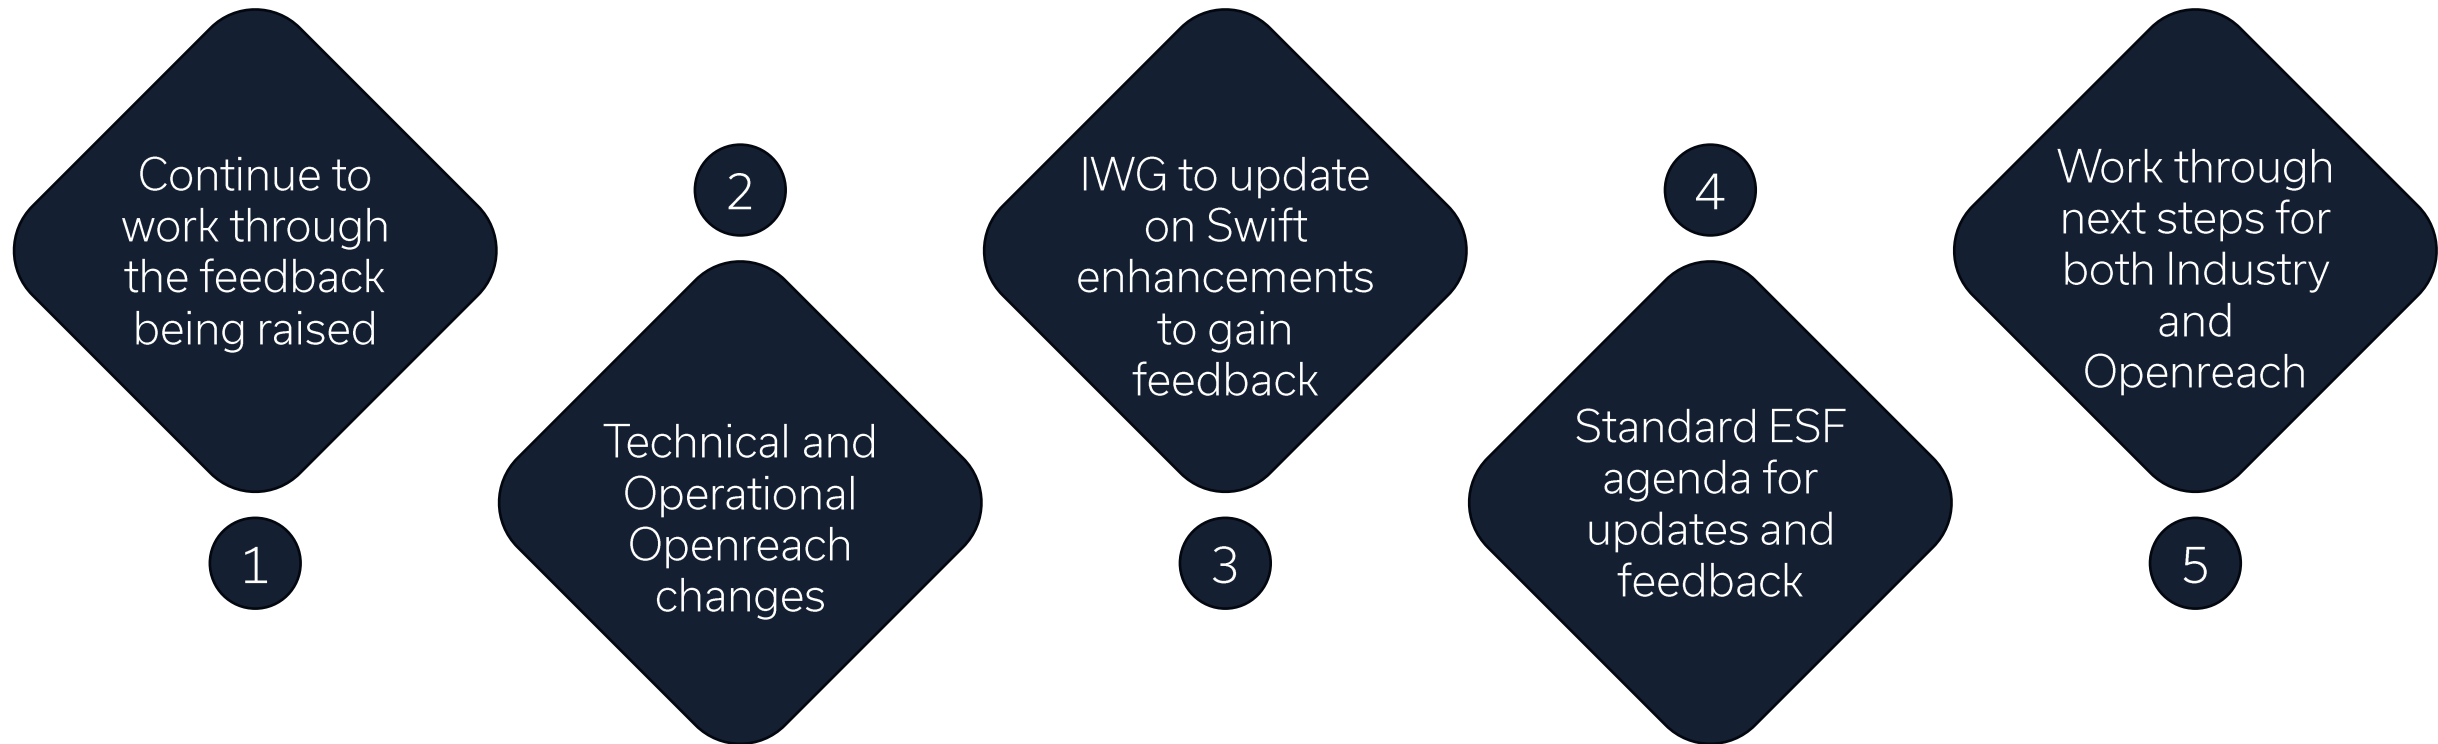 Continue to
work through
the feedback
being raised
1
2
Technical and
Operational
Openreach
changes
IWG to update
on Swift
enhancements
to gain
feedback
3
4
Standard ESF
agenda for
updates and
feedback
Work through
next steps for
both Industry
and
Openreach
5